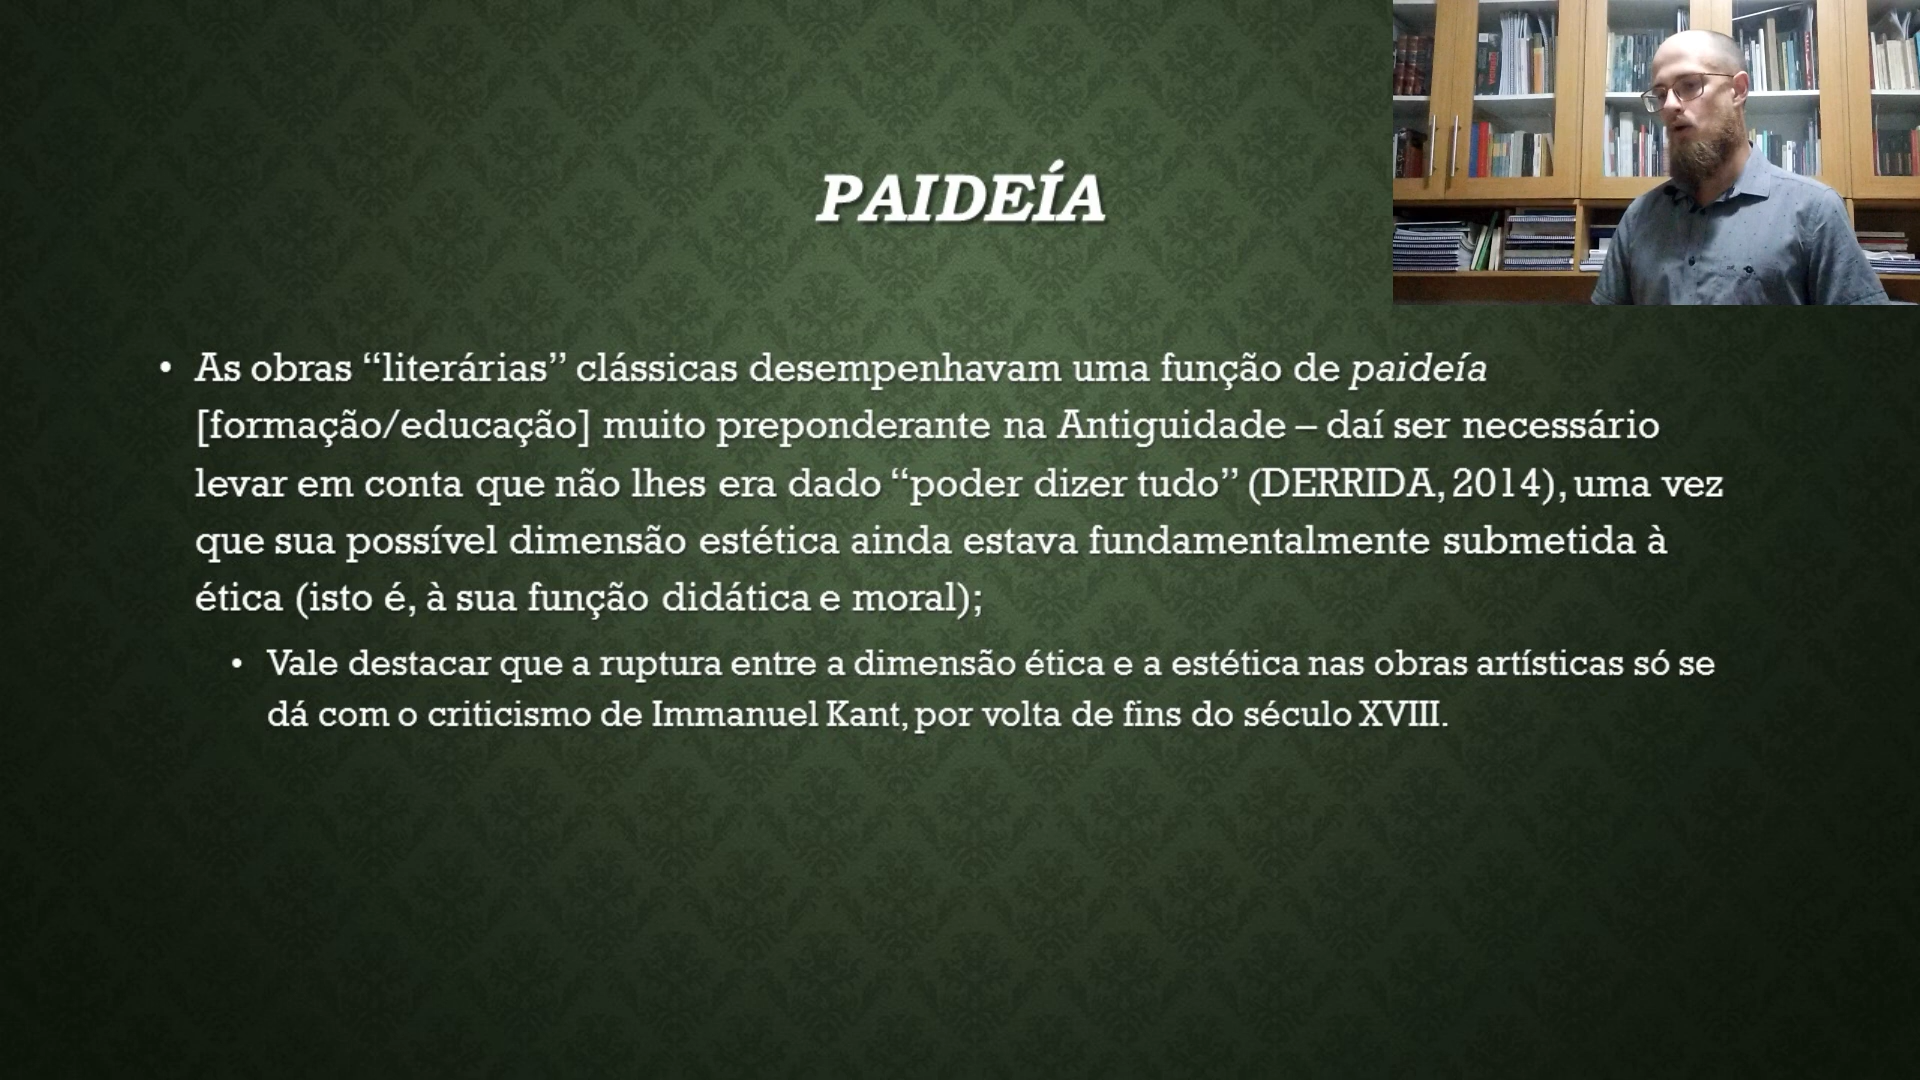 PAIDEÍA
• As obras “literárias” clássicas desempenhavam uma função de paideía
[formação/educação] muito preponderante na Antiguidade – daí ser necessário
levar em conta que não lhes era dado “poder dizer tudo” (DERRIDA, 2014), uma vez
que sua possível dimensão estética ainda estava fundamentalmente submetida à
ética (isto é, à sua função didática e moral);
• Vale destacar que a ruptura entre a dimensão ética e a estética nas obras artísticas só se
dá com o criticismo de Immanuel Kant, por volta de fins do século XVIII.